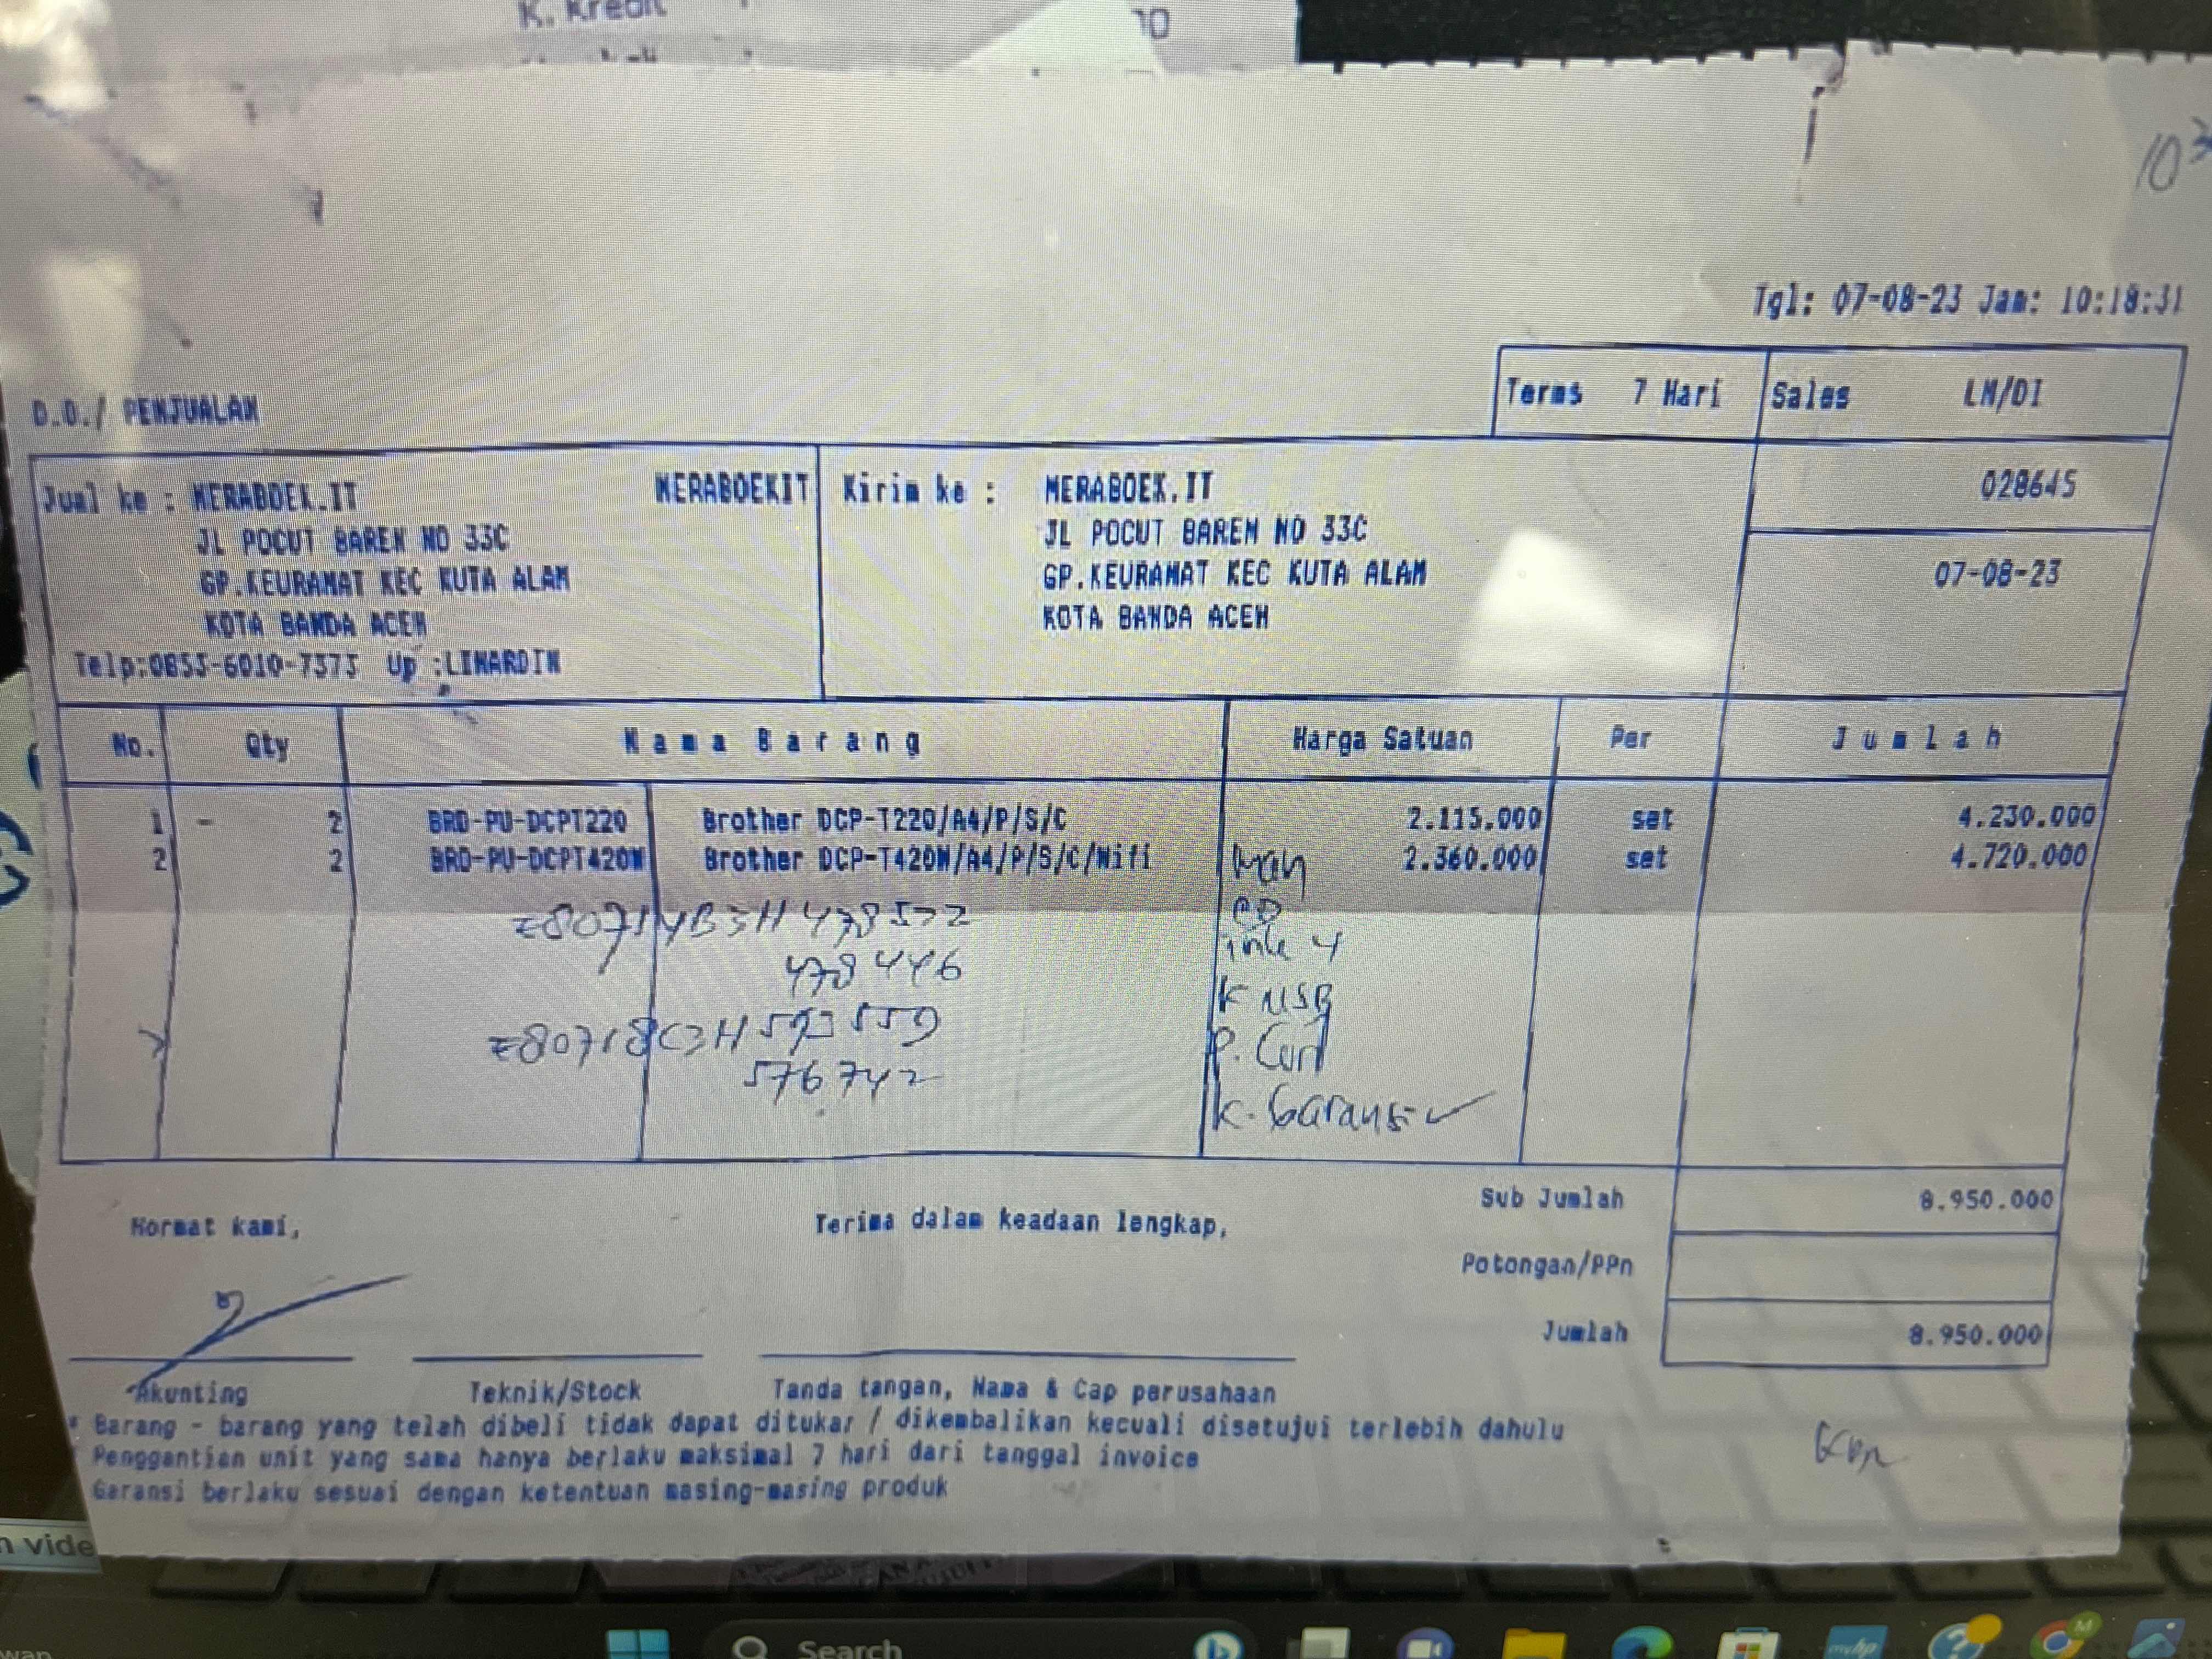 K. Kredit
Tgl: 07-08-23 Jam: 10:18:31
D.O./ PENJUALAN
Terms 7 Hari Sales LM/DI
Jual ke : MERABOEK.IT MERABOEKIT Kirim ke : MERABOEK.IT 028645
JL POCUT BAREN NO 33C JL POCUT BAREN NO 33C
GP.KEURAMAT KEC KUTA ALAM GP.KEURAMAT KEC KUTA ALAM 07-08-23
KOTA BANDA ACEH KOTA BANDA ACEH
Telp:0853-6010-7373 Up :LIMARDIN
No. Qty Nama Barang Harga Satuan Per Jumlah
1 - 2 BRO-PU-DCPT220 Brother DCP-T220/A4/P/S/C 2.115.000 set 4.230.000
2 2 BRO-PU-DCPT420W Brother DCP-T420W/A4/P/S/C/Wifi 2.360.000 set 4.720.000
CD
ink 4
478446
K USB
P. Card
576742
K. Garansi
Sub Jumlah 8.950.000
Hormat kami, Terima dalam keadaan lengkap,
Potongan/PPn
Jumlah 8.950.000
Akunting Teknik/Stock Tanda tangan, Nama & Cap perusahaan
* Barang - barang yang telah dibeli tidak dapat ditukar / dikembalikan kecuali disetujui terlebih dahulu
Penggantian unit yang sama hanya berlaku maksimal 7 hari dari tanggal invoice
Garansi berlaku sesuai dengan ketentuan masing-masing produk
Search
myhp